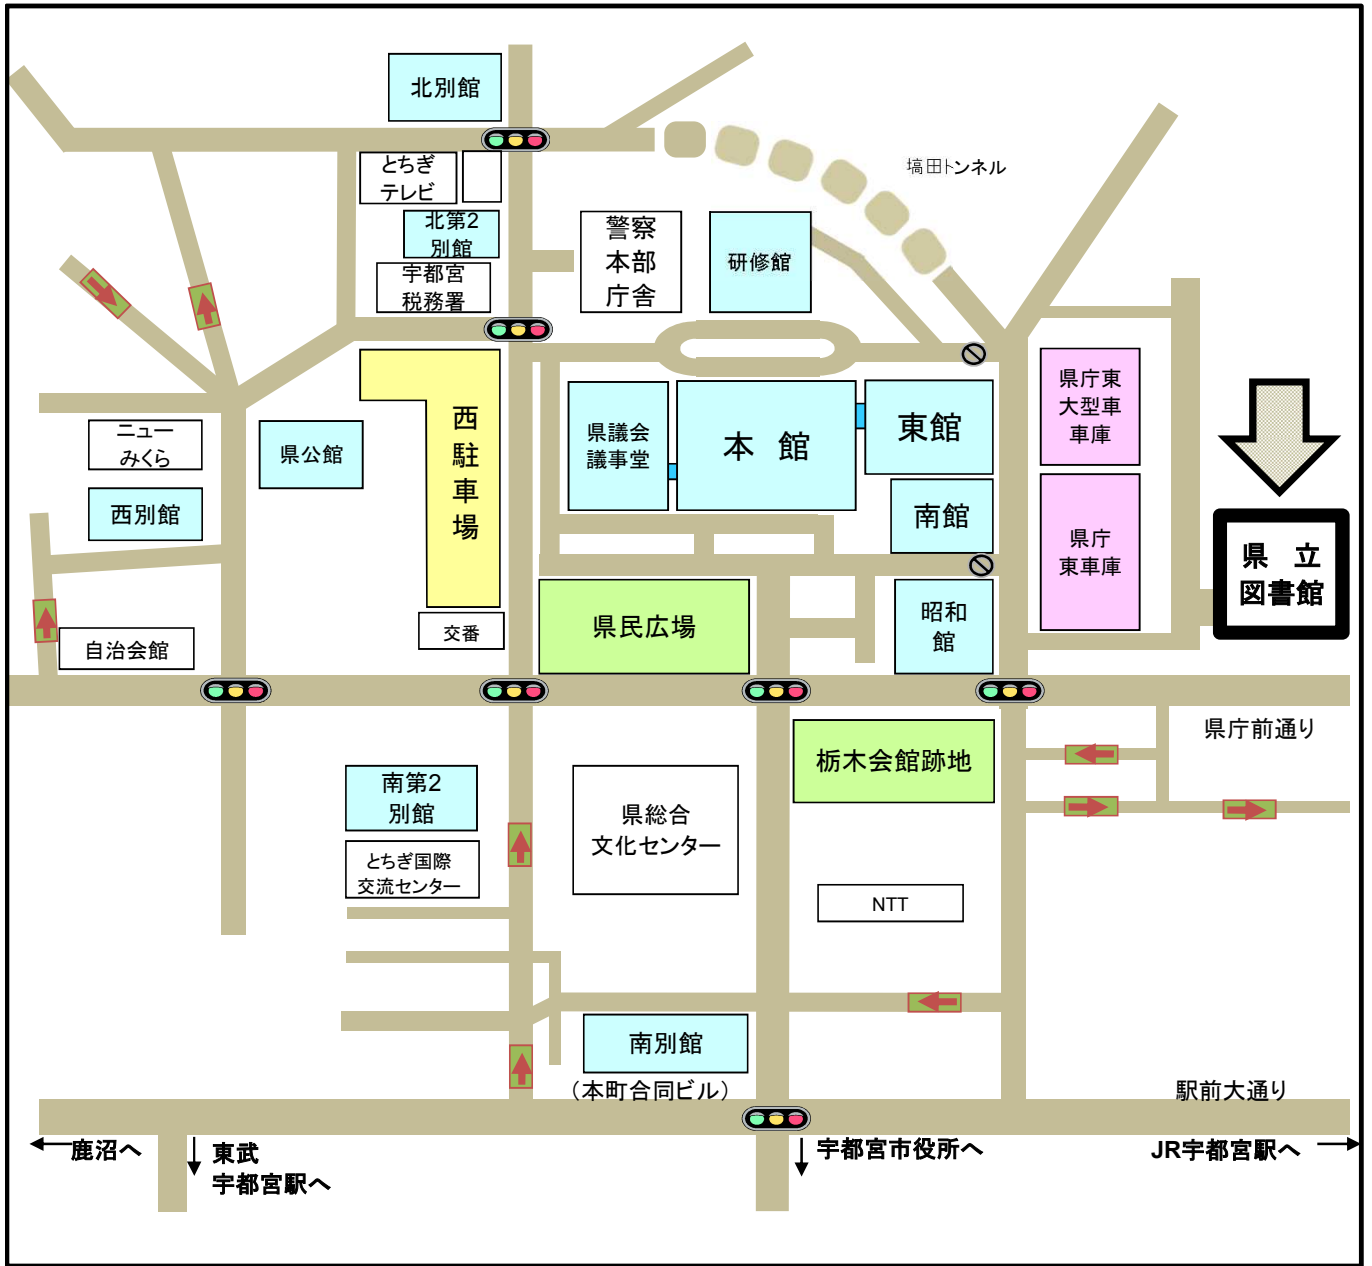 北別館
とちぎ
テレビ
塙田トンネル
北第2
別館
警察
本部
庁舎
研修館
宇都宮
税務署
県庁東
大型車
車庫
西
駐
車
場
県議会
議事堂
本 館
東館
ニュー
みくら
県公館
西別館
南館
県庁
東車庫
県 立
図書館
交番
県民広場
昭和
館
自治会館
県庁前通り
栃木会館跡地
南第2
別館
県総合
文化センター
とちぎ国際
交流センター
NTT
南別館
（本町合同ビル）
駅前大通り
鹿沼へ
東武
宇都宮駅へ
宇都宮市役所へ
JR宇都宮駅へ